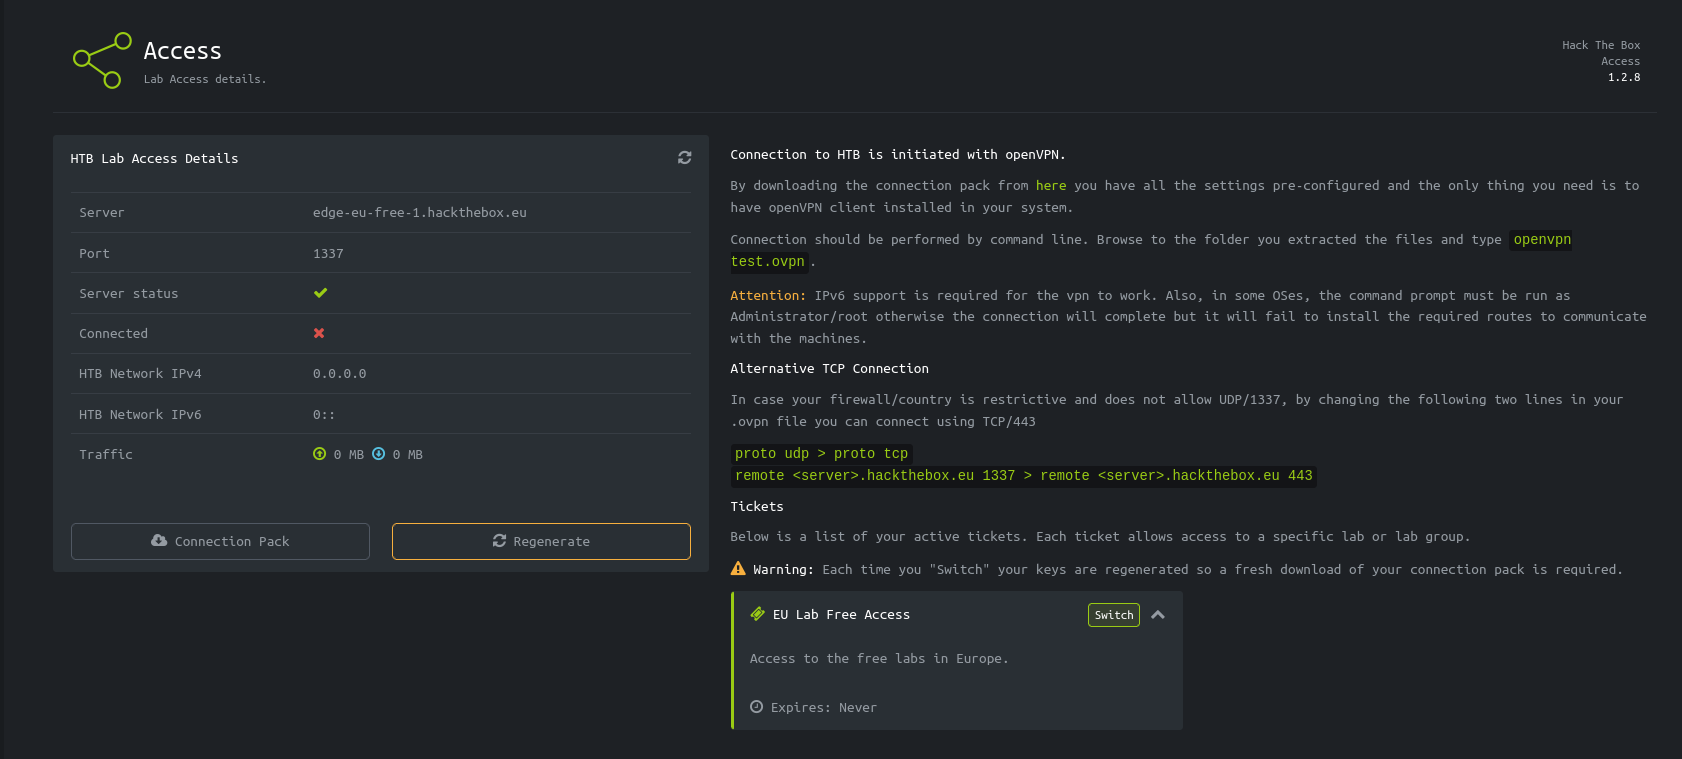 Access
Lab Access details.
Hack The Box
Access
1.2.8
HTB Lab Access Details
Server edge-eu-free-1.hackthebox.eu
Port 1337
Server status
Connected
HTB Network IPv4 0.0.0.0
HTB Network IPv6 0::
Traffic 0 MB 0 MB
Connection Pack
Regenerate
Connection to HTB is initiated with openVPN.
By downloading the connection pack from here you have all the settings pre-configured and the only thing you need is to
have openVPN client installed in your system.
Connection should be performed by command line. Browse to the folder you extracted the files and type openvpn
test.ovpn.
Attention: IPv6 support is required for the vpn to work. Also, in some OSes, the command prompt must be run as
Administrator/root otherwise the connection will complete but it will fail to install the required routes to communicate
with the machines.
Alternative TCP Connection
In case your firewall/country is restrictive and does not allow UDP/1337, by changing the following two lines in your
.ovpn file you can connect using TCP/443
proto udp > proto tcp
remote <server>.hackthebox.eu 1337 > remote <server>.hackthebox.eu 443
Tickets
Below is a list of your active tickets. Each ticket allows access to a specific lab or lab group.
Warning: Each time you "Switch" your keys are regenerated so a fresh download of your connection pack is required.
EU Lab Free Access
Switch
Access to the free labs in Europe.
Expires: Never